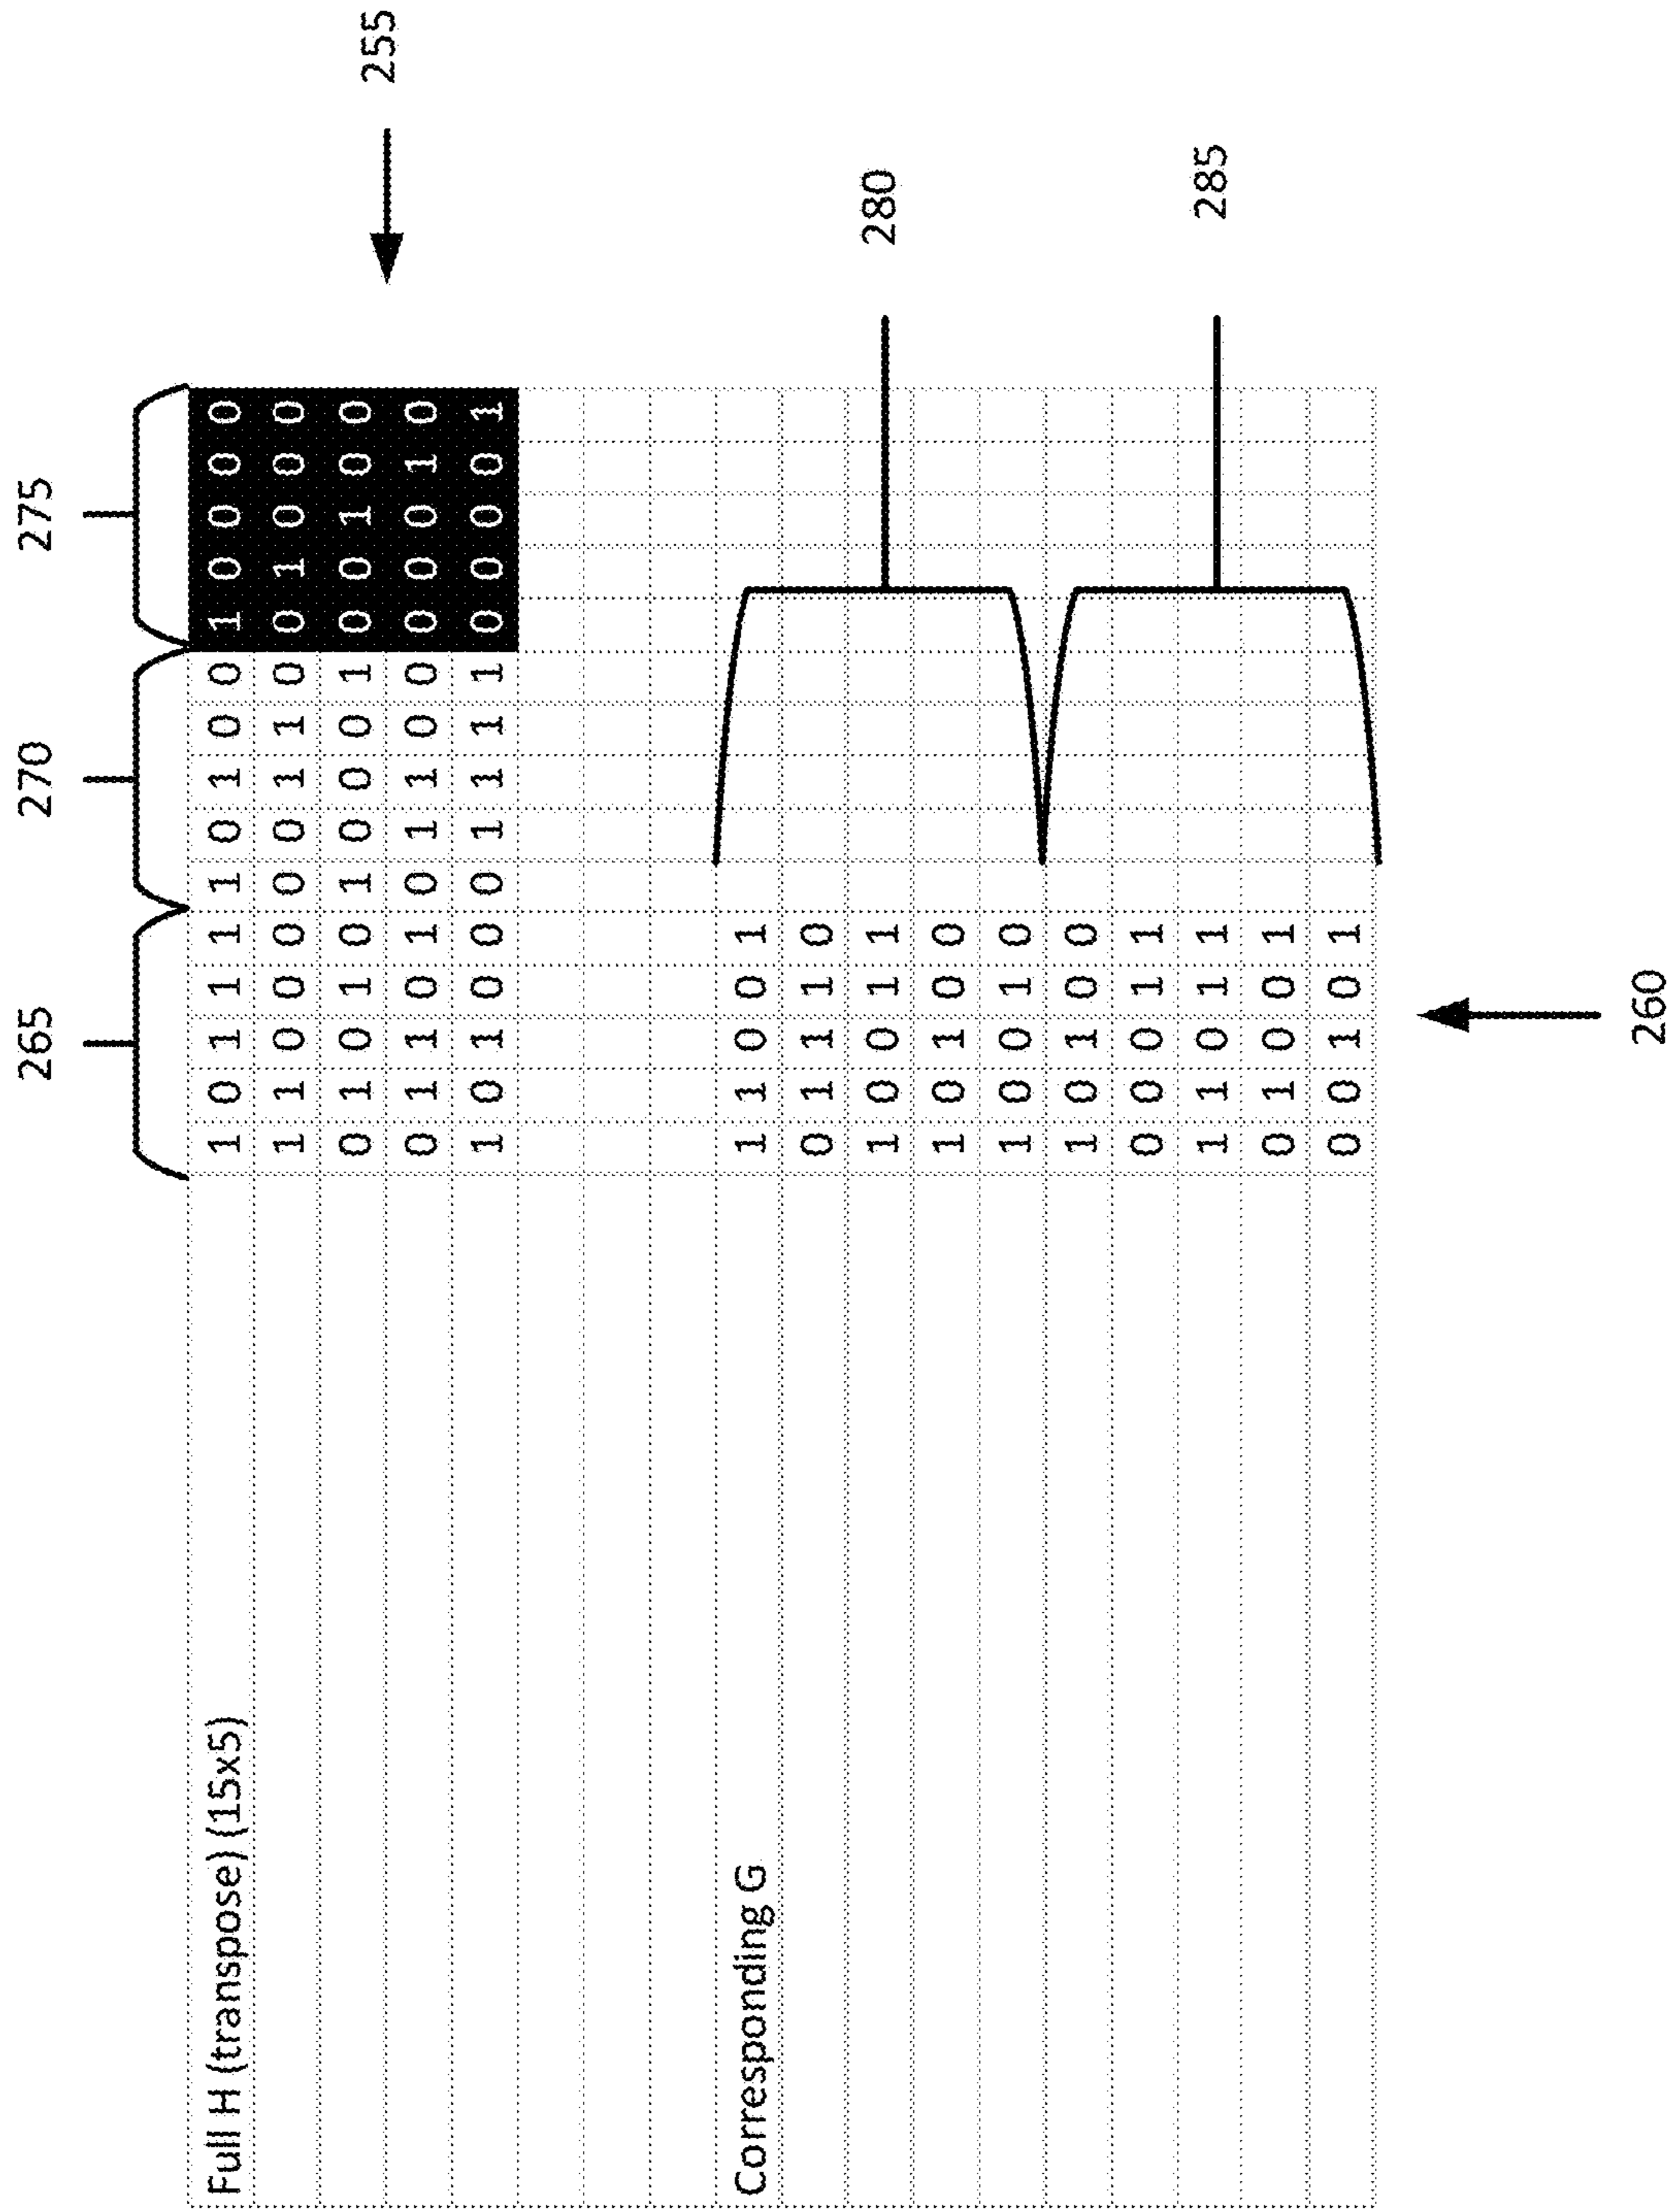 265 270 275
Full H (transpose) (15x5) 1 0 1 1 1 1 0 1 0 0 1 0 0 0 0
1 1 0 0 0 0 0 1 1 0 0 1 0 0 0
0 1 0 1 0 1 0 0 0 1 0 0 1 0 0
0 1 1 0 1 0 1 1 0 0 0 0 0 1 0
1 0 1 0 0 0 1 1 1 1 0 0 0 0 1
255
Corresponding G 1 1 0 0 1
0 1 1 1 0
1 0 0 1 1
1 0 1 0 0
1 0 0 1 0
1 0 1 0 0
0 0 0 1 1
1 1 0 1 1
0 1 0 0 1
0 0 1 0 1
280
285
260